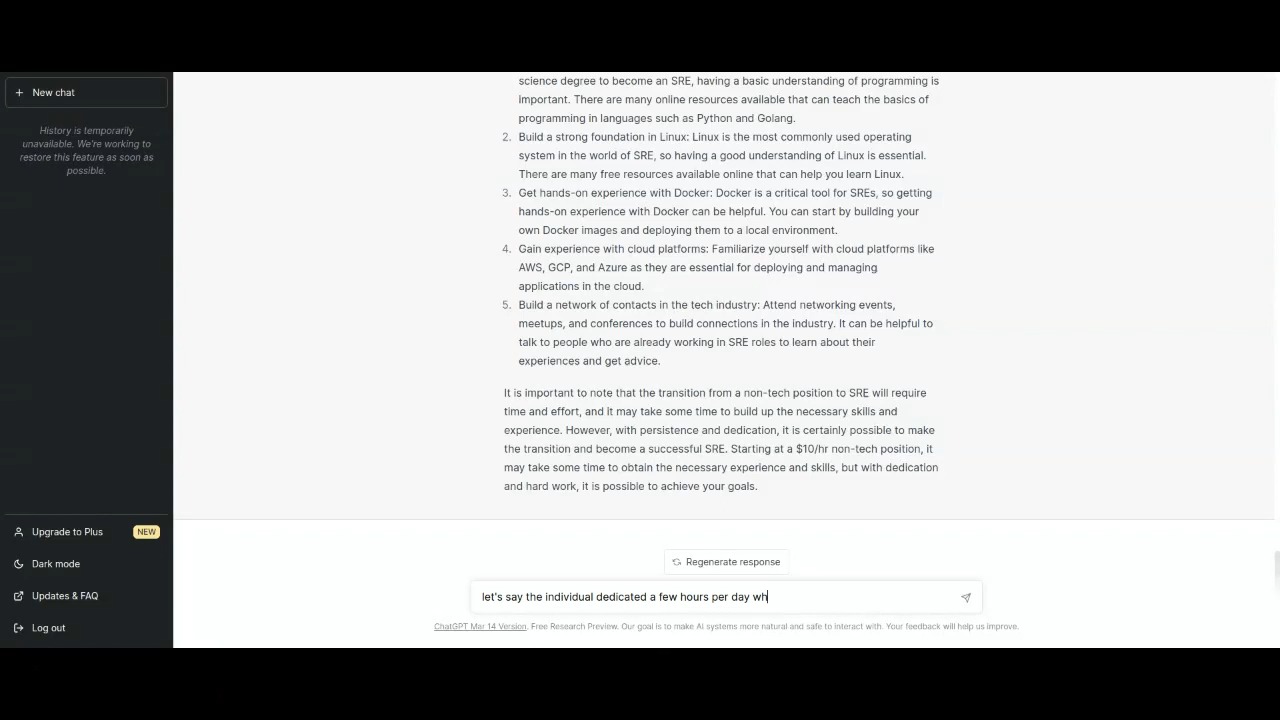 New chat
History is temporarily
unavailable. We're working to
restore this feature as soon as
possible.
Upgrade to Plus NEW
Dark mode
Updates & FAQ
Log out
science degree to become an SRE, having a basic understanding of programming is
important. There are many online resources available that can teach the basics of
programming in languages such as Python and Golang.
2. Build a strong foundation in Linux: Linux is the most commonly used operating
system in the world of SRE, so having a good understanding of Linux is essential.
There are many free resources available online that can help you learn Linux.
3. Get hands-on experience with Docker: Docker is a critical tool for SREs, so getting
hands-on experience with Docker can be helpful. You can start by building your
own Docker images and deploying them to a local environment.
4. Gain experience with cloud platforms: Familiarize yourself with cloud platforms like
AWS, GCP, and Azure as they are essential for deploying and managing
applications in the cloud.
5. Build a network of contacts in the tech industry: Attend networking events,
meetups, and conferences to build connections in the industry. It can be helpful to
talk to people who are already working in SRE roles to learn about their
experiences and get advice.
It is important to note that the transition from a non-tech position to SRE will require
time and effort, and it may take some time to build up the necessary skills and
experience. However, with persistence and dedication, it is certainly possible to make
the transition and become a successful SRE. Starting at a $10/hr non-tech position, it
may take some time to obtain the necessary experience and skills, but with dedication
and hard work, it is possible to achieve your goals.
Regenerate response
let's say the individual dedicated a few hours per day wh
ChatGPT Mar 14 Version. Free Research Preview. Our goal is to make AI systems more natural and safe to interact with. Your feedback will help us improve.